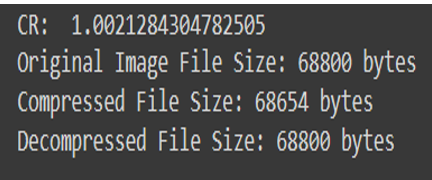 CR:  1.0021284304782505
Original Image File Size: 68800 bytes
Compressed File Size: 68654 bytes
Decompressed File Size: 68800 bytes